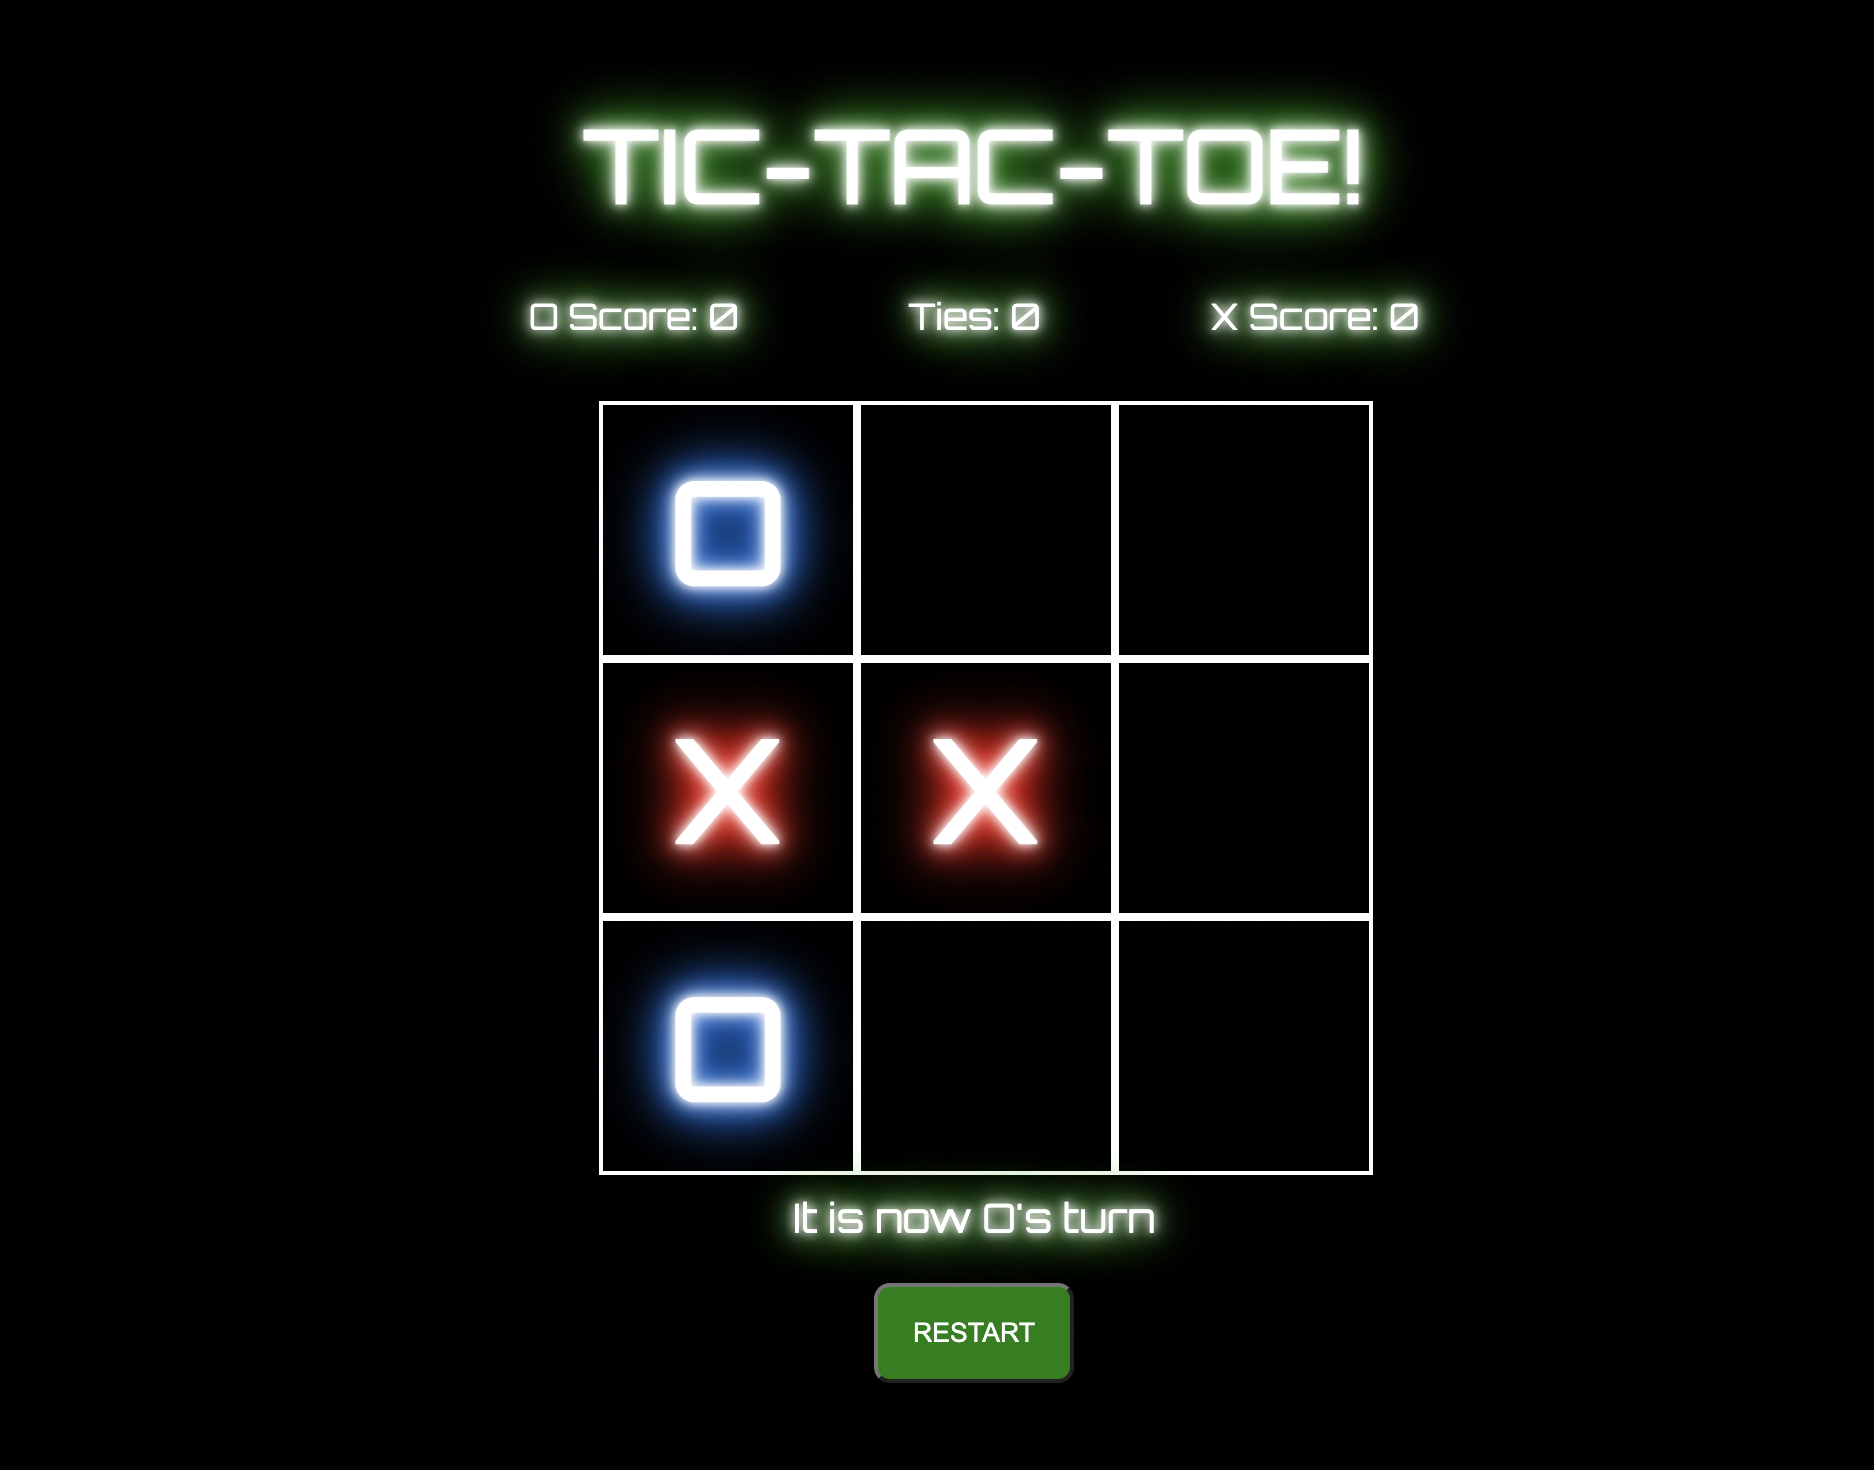 TIC-TAC-TOE!
O Score: 0 Ties: 0 X Score: 0
O
X X
O
It is now O's turn
RESTART